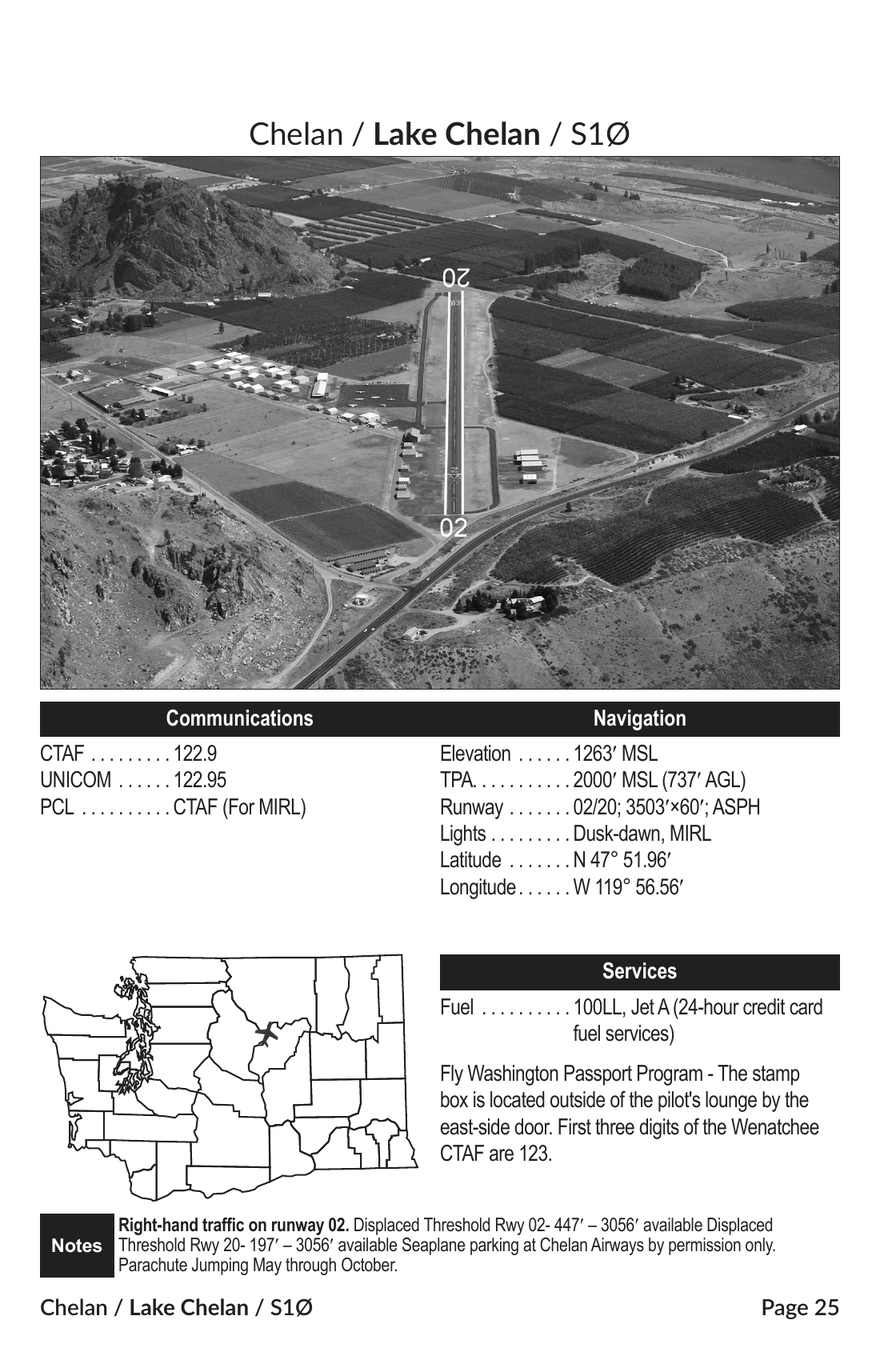 Chelan / Lake Chelan / S1Ø
20
02
Communications
CTAF . . . . . . . . . 122.9
UNICOM . . . . . . 122.95
PCL . . . . . . . . . . CTAF (For MIRL)
Navigation
Elevation . . . . . . 1263′ MSL
TPA. . . . . . . . . . . 2000′ MSL (737′ AGL)
Runway . . . . . . . 02/20; 3503′×60′; ASPH
Lights . . . . . . . . . Dusk-dawn, MIRL
Latitude . . . . . . . N 47° 51.96′
Longitude . . . . . . W 119° 56.56′
Services
Fuel . . . . . . . . . . 100LL, Jet A (24-hour credit card
fuel services)
Fly Washington Passport Program - The stamp
box is located outside of the pilot's lounge by the
east-side door. First three digits of the Wenatchee
CTAF are 123.
Notes
Right-hand traffic on runway 02. Displaced Threshold Rwy 02- 447′ – 3056′ available Displaced
Threshold Rwy 20- 197′ – 3056′ available Seaplane parking at Chelan Airways by permission only.
Parachute Jumping May through October.
Chelan / Lake Chelan / S1Ø
Page 25